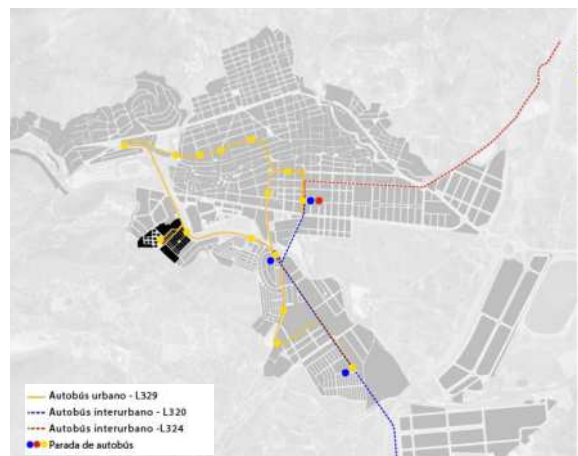 Autobús urbano - L329
Autobús interurbano - L320
Autobús interurbano -L324
Parada de autobús